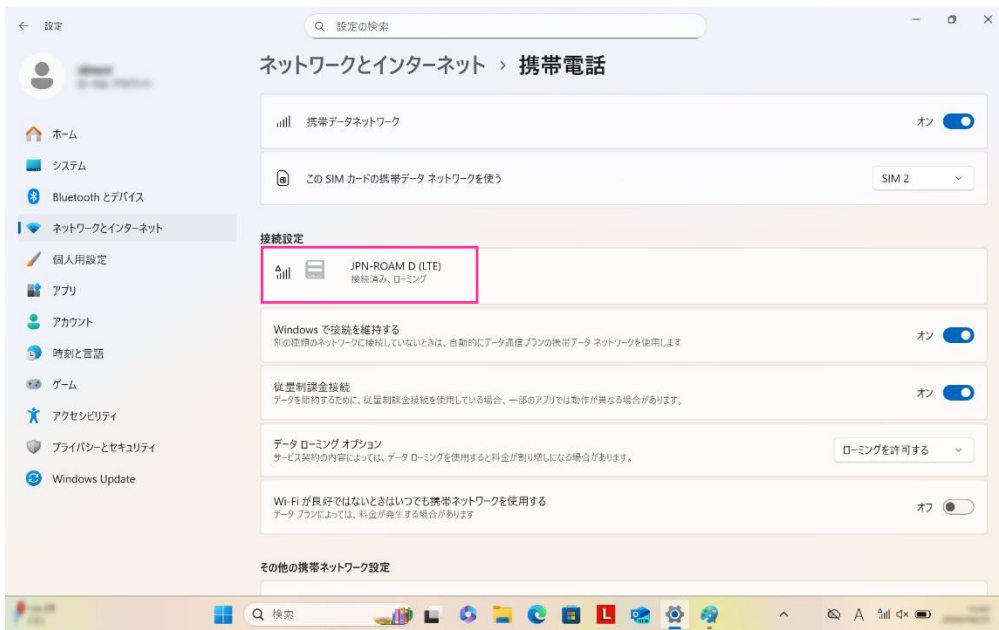 設定
設定の検索
ネットワークとインターネット › 携帯電話
ホーム
システム
Bluetooth とデバイス
ネットワークとインターネット
個人用設定
アプリ
アカウント
時刻と言語
ゲーム
アクセシビリティ
プライバシーとセキュリティ
Windows Update
携帯データネットワーク
オン
この SIM カードの携帯データ ネットワークを使う
SIM 2
接続設定
JPN-ROAM D (LTE)
接続済み、ローミング
Windows で接続を維持する
別の種類のネットワークに接続していないときは、自動的にデータ通信プランの携帯データ ネットワークを使用します
オン
従量制課金接続
データを節約するために、従量制課金接続を使用している場合、一部のアプリでは動作が異なる場合があります。
オン
データ ローミング オプション
サービス契約の内容によっては、データ ローミングを使用すると料金が割り増しになる場合があります。
ローミングを許可する
Wi-Fi が良好ではないときはいつでも携帯ネットワークを使用する
データ プランによっては、料金が発生する場合があります
オフ
その他の携帯ネットワーク設定
検索
L
A